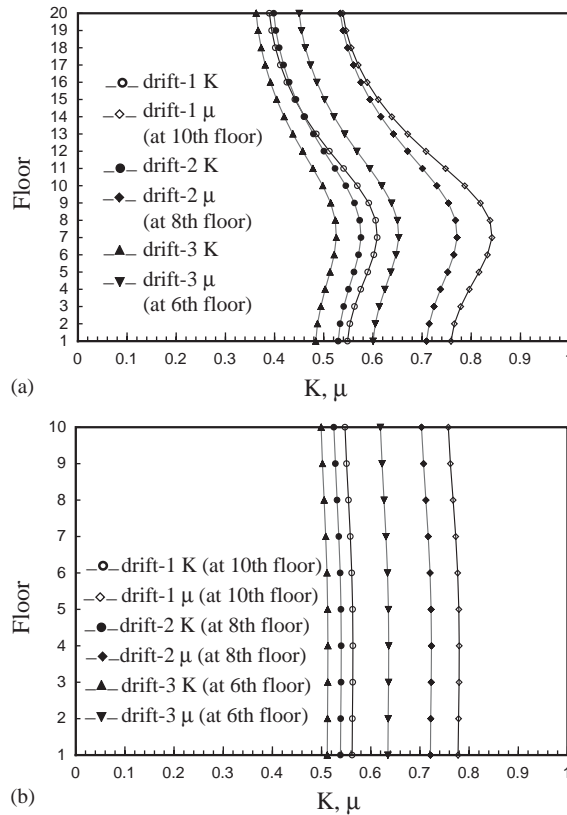 20
19
18
17
16
15
14
13
12
11
10
9
8
7
6
5
4
3
2
1
Floor
drift-1 K
drift-1 μ
(at 10th floor)
drift-2 K
drift-2 μ
(at 8th floor)
drift-3 K
drift-3 μ
(at 6th floor)
0 0.1 0.2 0.3 0.4 0.5 0.6 0.7 0.8 0.9 1
(a)
K, μ
10
9
8
7
6
5
4
3
2
1
Floor
drift-1 K (at 10th floor)
drift-1 μ (at 10th floor)
drift-2 K (at 8th floor)
drift-2 μ (at 8th floor)
drift-3 K (at 6th floor)
drift-3 μ (at 6th floor)
0 0.1 0.2 0.3 0.4 0.5 0.6 0.7 0.8 0.9 1
(b)
K, μ